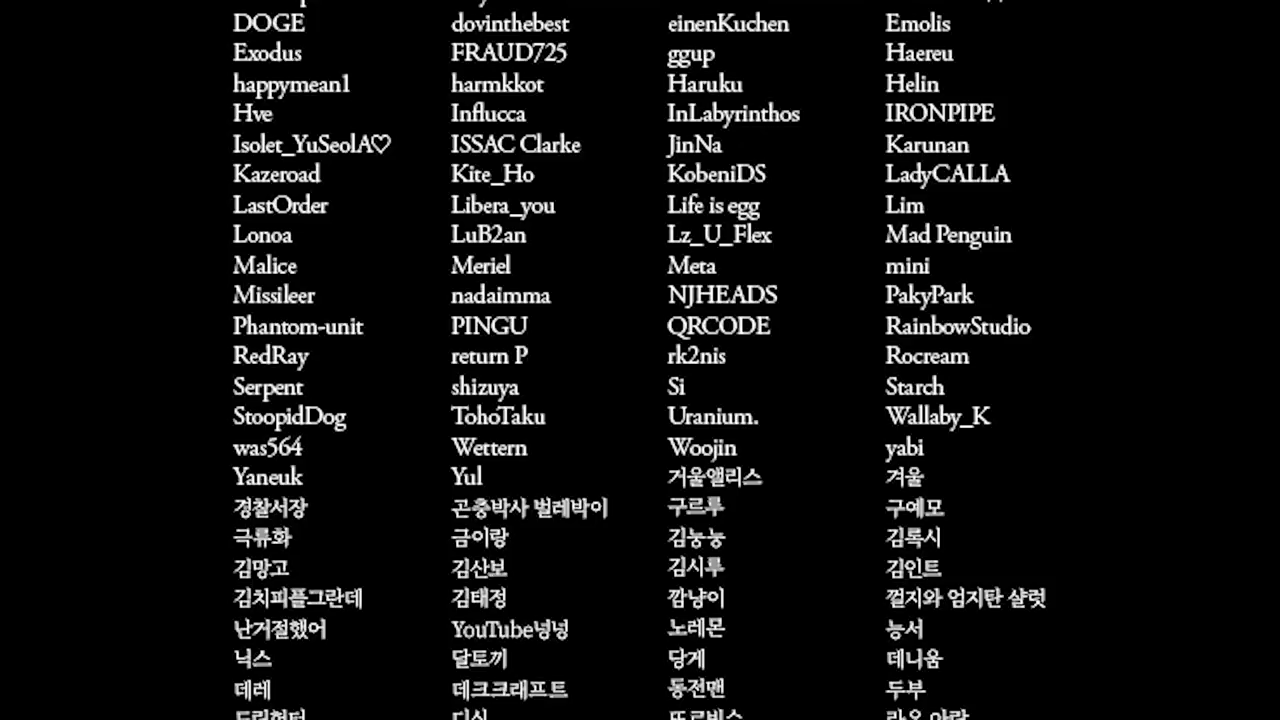 DOGE dovinthebest einenKuchen Emolis
Exodus FRAUD725 ggup Haereu
happymean1 harmkkot Haruku Helin
Hve Influcca InLabyrinthos IRONPIPE
Isolet_YuSeolA♡ ISSAC Clarke JinNa Karunan
Kazeroad Kite_Ho KobeniDS LadyCALLA
LastOrder Libera_you Life is egg Lim
Lonoa LuB2an Lz_U_Flex Mad Penguin
Malice Meriel Meta mini
Missileer nadaimma NJHEADS PakyPark
Phantom-unit PINGU QRCODE RainbowStudio
RedRay return P rk2nis Rocream
Serpent shizuya Si Starch
StoopidDog TohoTaku Uranium. Wallaby_K
was564 Wettern Woojin yabi
Yaneuk Yul 거울앨리스 겨울
경찰서장 곤충박사 벌레박이 구르루 구예모
극류화 금이랑 김눙눙 김록시
김망고 김산보 김시루 김인트
김치피플그란데 김태정 깜냥이 껄지와 엄지탄 샬럿
난거절했어 YouTube넝넝 노레몬 능서
닉스 달토끼 당게 데니움
데레 데크크래프트 동전맨 두부